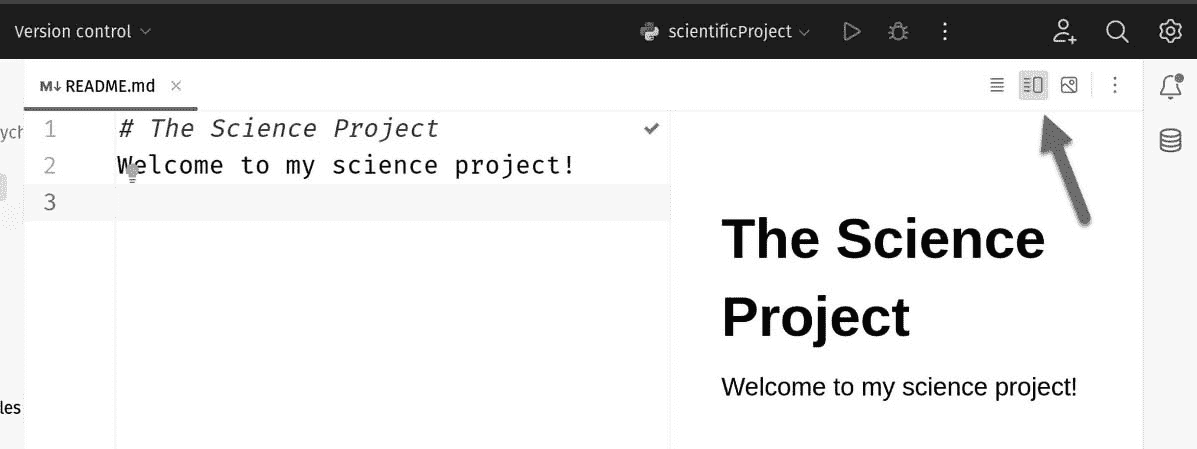 Version control
scientificProject
M↓ README.md
ych
1 # The Science Project
2 Welcome to my science project!
3
The Science
Project
Welcome to my science project!
les